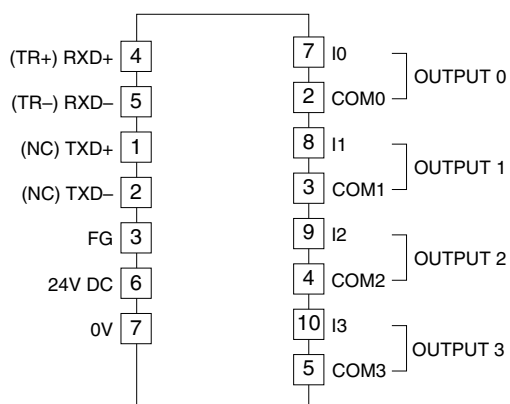 (TR+) RXD+ 4
(TR–) RXD– 5
(NC) TXD+ 1
(NC) TXD– 2
FG 3
24V DC 6
0V 7
7 I0
2 COM0
OUTPUT 0
8 I1
3 COM1
OUTPUT 1
9 I2
4 COM2
OUTPUT 2
10 I3
5 COM3
OUTPUT 3